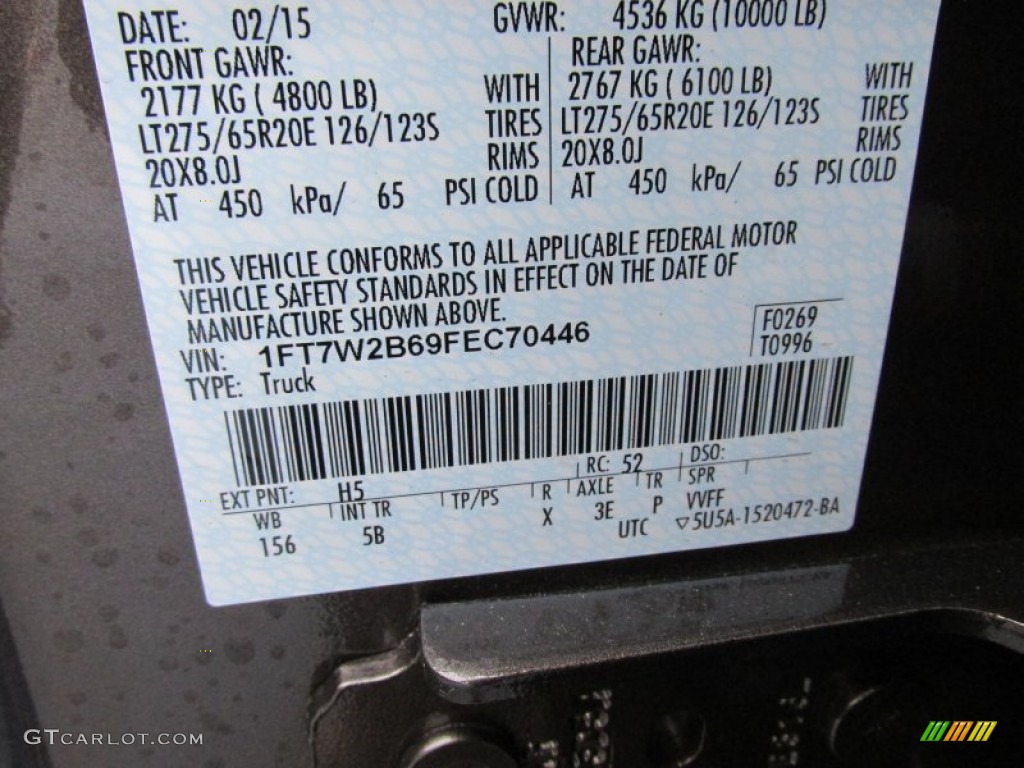 DATE: 02/15 GVWR: 4536 KG (10000 LB)
FRONT GAWR: REAR GAWR:
2177 KG ( 4800 LB) WITH 2767 KG ( 6100 LB) WITH
LT275/65R20E 126/123S TIRES LT275/65R20E 126/123S TIRES
20X8.0J RIMS 20X8.0J RIMS
AT 450 kPa/ 65 PSI COLD AT 450 kPa/ 65 PSI COLD
THIS VEHICLE CONFORMS TO ALL APPLICABLE FEDERAL MOTOR
VEHICLE SAFETY STANDARDS IN EFFECT ON THE DATE OF
MANUFACTURE SHOWN ABOVE.
VIN: 1FT7W2B69FEC70446 F0269
TYPE: Truck T0996
EXT PNT: H5 RC: 52 DSO:
WB INT TR TP/PS R AXLE TR SPR
156 5B X 3E P VVFF
UTC ▽5U5A-1520472-BA
GTCARLOT.COM